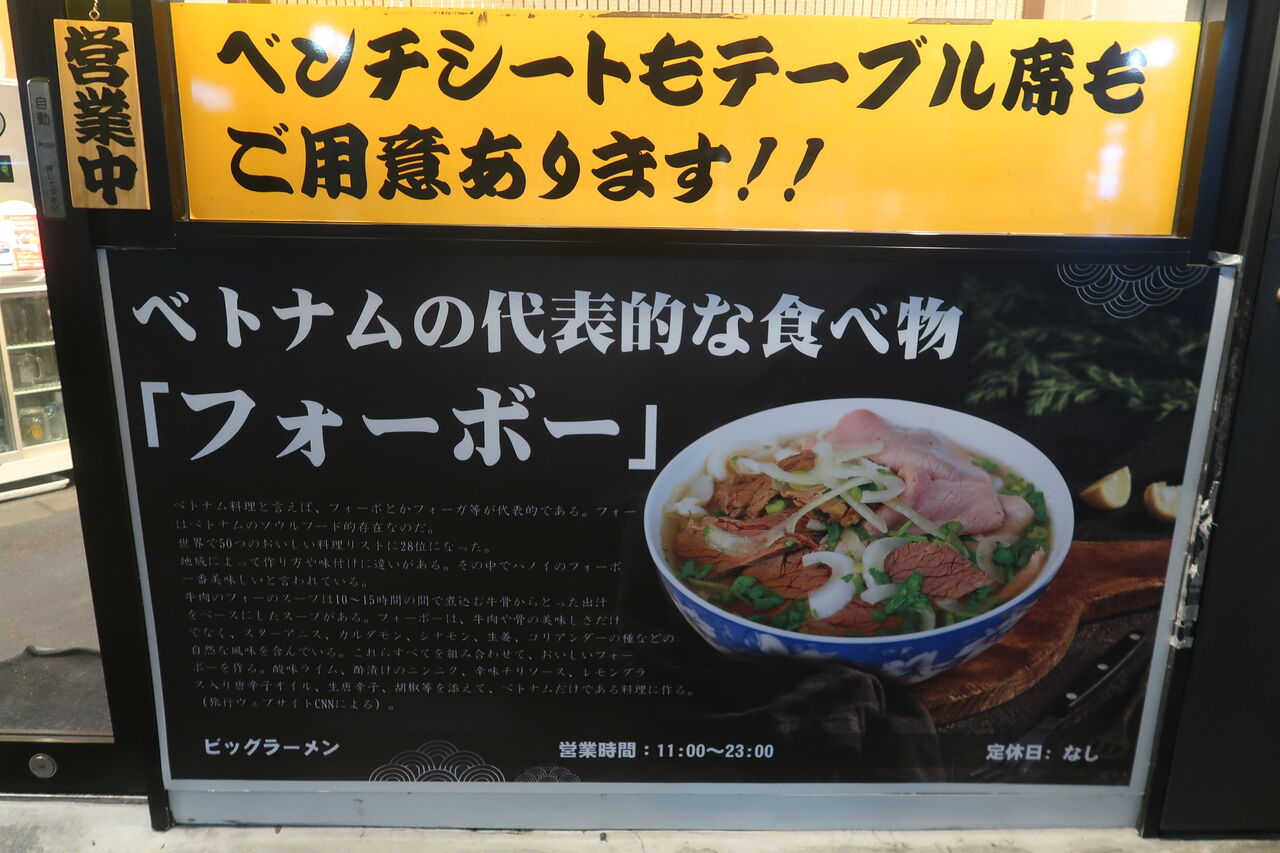 営業中
自動
ベンチシートもテーブル席も
ご用意あります!!
ベトナムの代表的な食べ物
「フォーボー」
ベトナム料理と言えば、フォーボとかフォーガ等が代表的である。フォー
はベトナムのソウルフード的存在なのだ。
世界で50つのおいしい料理リストに28位になった。
地域によって作り方や味付けに違いがある。その中でハノイのフォーボ
一番美味しいと言われている。
牛肉のフォーのスープは10〜15時間の間で煮込む牛骨からとった出汁
をベースにしたスープがある。フォーボーは、牛肉や骨の美味しさだけ
でなく、スターアニス、カルダモン、シナモン、生姜、コリアンダーの種などの
自然な風味を含んでいる。これらすべてを組み合わせて、おいしいフォー
ボーを作る。酸味ライム、酢漬けのニンニク、辛味チリソース、レモングラ
ス入り唐辛子オイル、生唐辛子、胡椒等を添えて、ベトナムだけである料理に作る。
(旅行ウェブサイトCNNによる)。
ビッグラーメン
営業時間：11:00〜23:00
定休日: なし